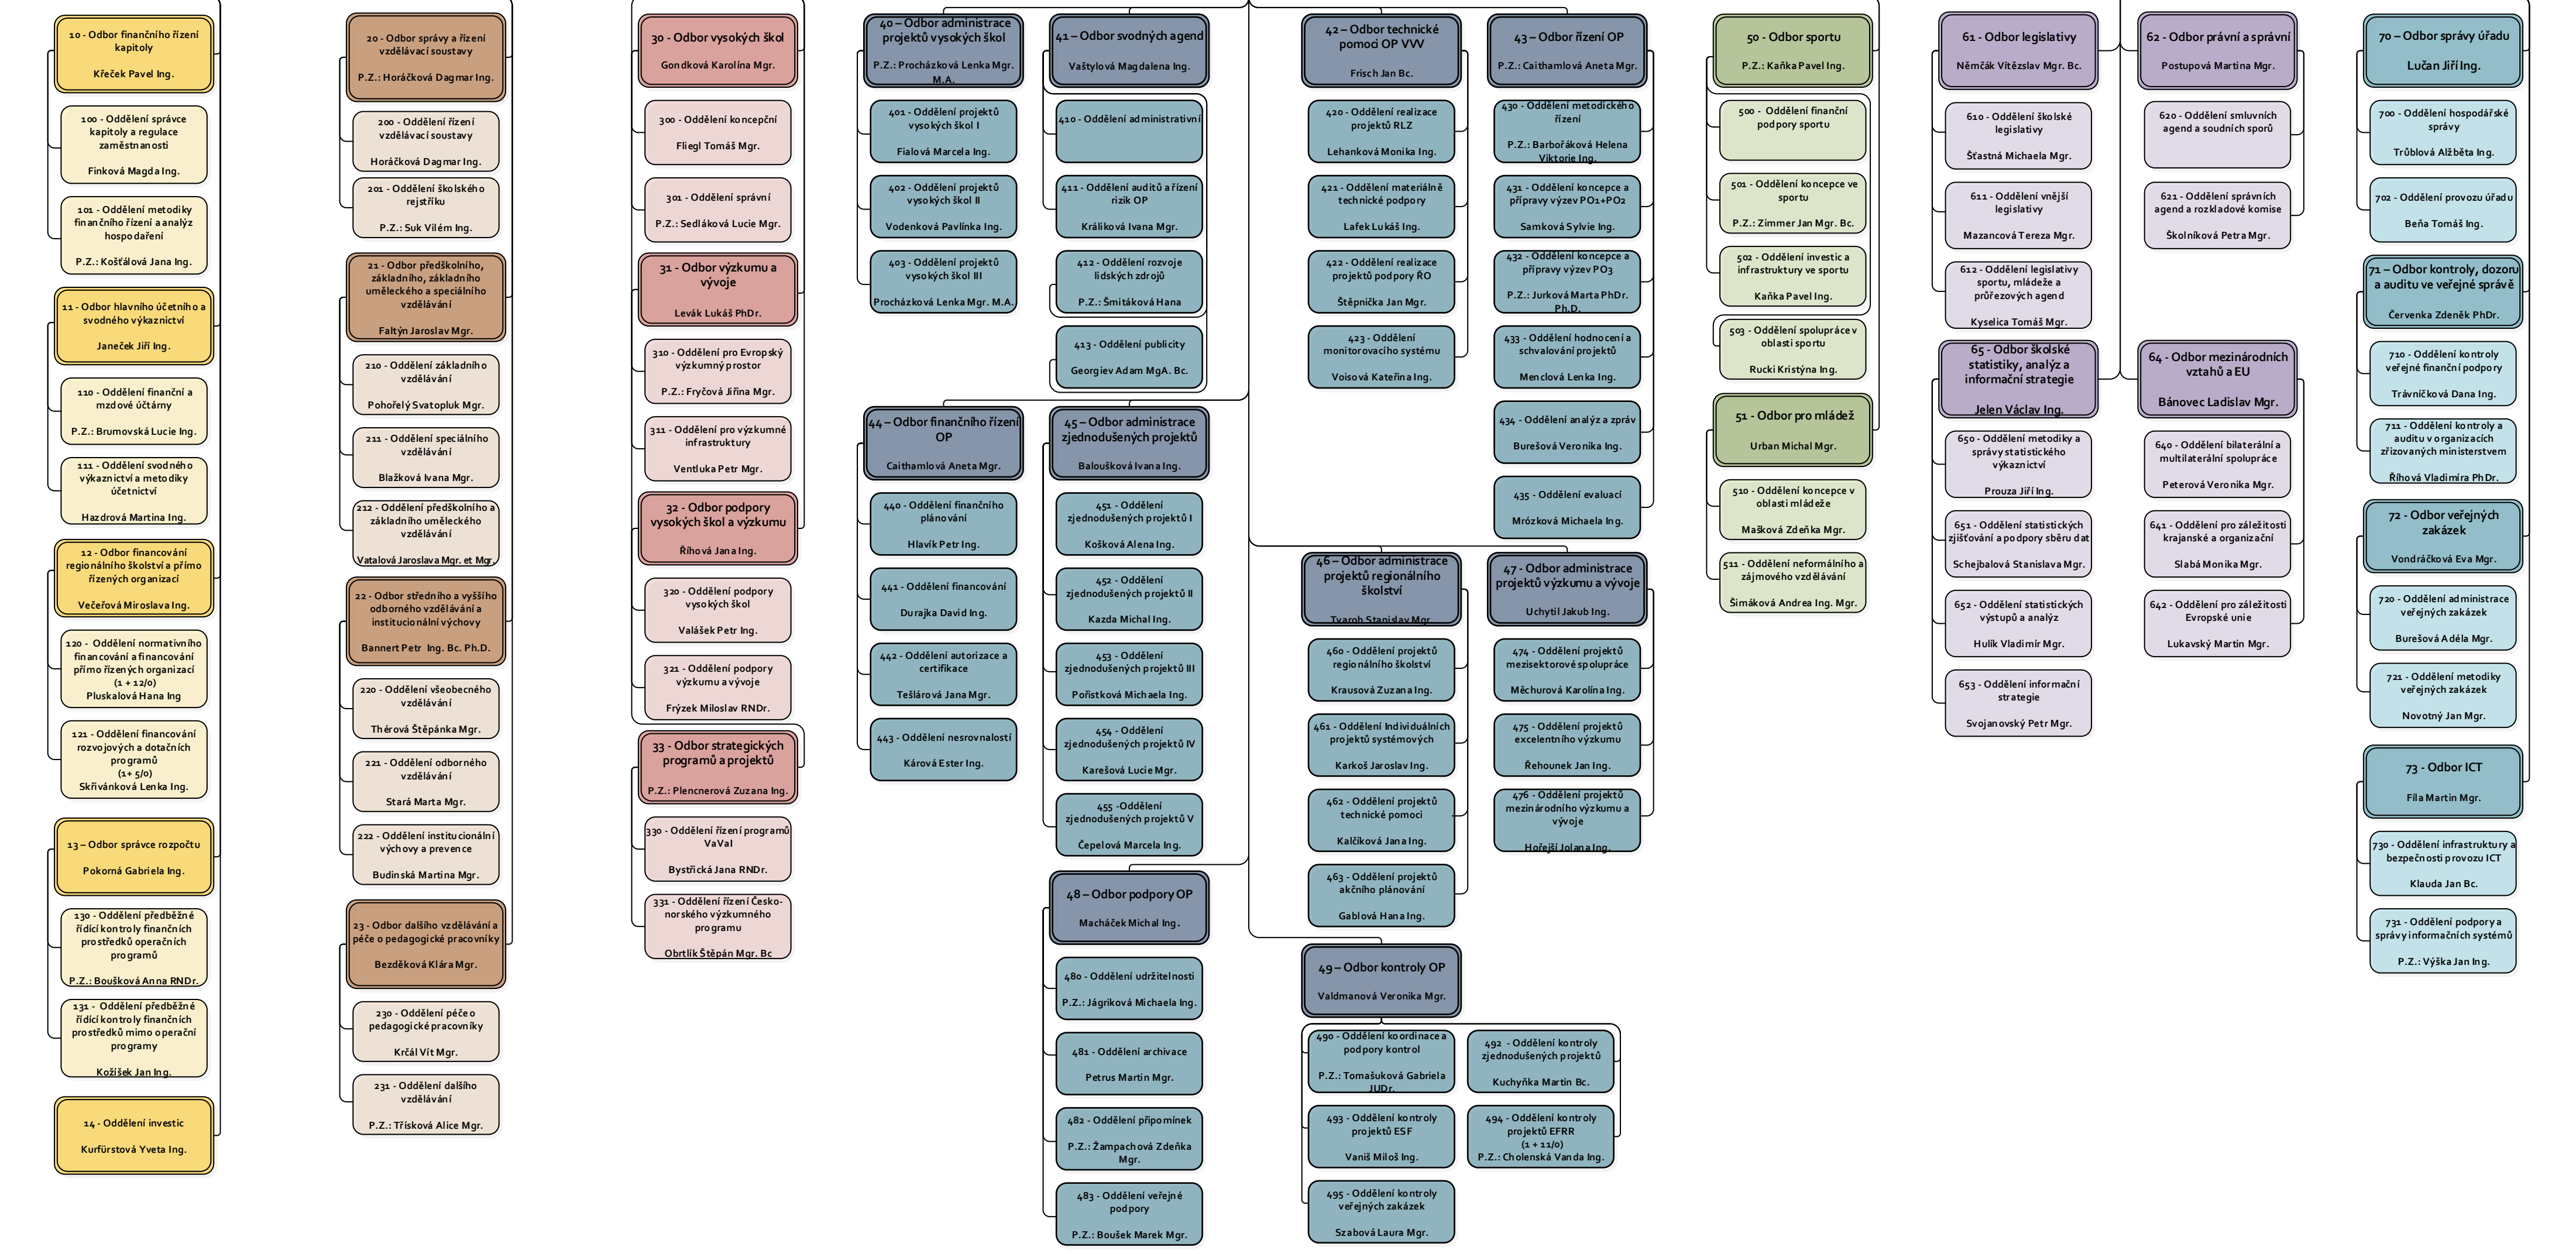 10 - Odbor finančního řízení
kapitoly
Křeček Pavel Ing.
100 - Oddělení správce
kapitoly a regulace
zaměstnanosti
Finková Magda Ing.
101 - Oddělení metodiky
finančního řízení a analýz
hospodaření
P.Z.: Košťálová Jana Ing.
11 - Odbor hlavního účetního a
svodného výkaznictví
Janeček Jiří Ing.
110 - Oddělení finanční a
mzdové účtárny
P.Z.: Brumovská Lucie Ing.
111 - Oddělení svodného
výkaznictví a metodiky
účetnictví
Hazdrová Martina Ing.
12 - Odbor financování
regionálního školství a přímo
řízených organizací
Večeřová Miroslava Ing.
120 - Oddělení normativního
financování a financování
přímo řízených organizací
(1 + 12/0)
Pluskalová Hana Ing
121 - Oddělení financování
rozvojových a dotačních
programů
(1+ 5/0)
Skřivánková Lenka Ing.
13 – Odbor správce rozpočtu
Pokorná Gabriela Ing.
130 - Oddělení předběžné
řídící kontroly finančních
prostředků operačních
programů
P.Z.: Boušková Anna RNDr.
131 - Oddělení předběžné
řídící kontroly finančních
prostředků mimo operační
programy
Kožíšek Jan Ing.
14 - Oddělení investic
Kurfürstová Yveta Ing.
20 - Odbor správy a řízení
vzdělávací soustavy
P.Z.: Horáčková Dagmar Ing.
200 - Oddělení řízení
vzdělávací soustavy
Horáčková Dagmar Ing.
201 - Oddělení školského
rejstříku
P.Z.: Suk Vilém Ing.
21 - Odbor předškolního,
základního, základního
uměleckého a speciálního
vzdělávání
Faltýn Jaroslav Mgr.
210 - Oddělení základního
vzdělávání
Pohořelý Svatopluk Mgr.
211 - Oddělení speciálního
vzdělávání
Blažková Ivana Mgr.
212 - Oddělení předškolního a
základního uměleckého
vzdělávání
Vatalová Jaroslava Mgr. et Mgr.
22 - Odbor středního a vyššího
odborného vzdělávání a
institucionální výchovy
Bannert Petr Ing. Bc. Ph.D.
220 - Oddělení všeobecného
vzdělávání
Thérová Štěpánka Mgr.
221 - Oddělení odborného
vzdělávání
Stará Marta Mgr.
222 - Oddělení institucionální
výchovy a prevence
Budinská Martina Mgr.
23 - Odbor dalšího vzdělávání a
péče o pedagogické pracovníky
Bezděková Klára Mgr.
230 - Oddělení péče o
pedagogické pracovníky
Krčál Vít Mgr.
231 - Oddělení dalšího
vzdělávání
P.Z.: Třísková Alice Mgr.
30 - Odbor vysokých škol
Gondková Karolína Mgr.
300 - Oddělení koncepční
Fliegl Tomáš Mgr.
301 - Oddělení správní
P.Z.: Sedláková Lucie Mgr.
31 - Odbor výzkumu a
vývoje
Levák Lukáš PhDr.
310 - Oddělení pro Evropský
výzkumný prostor
P.Z.: Fryčová Jiřina Mgr.
311 - Oddělení pro výzkumné
infrastruktury
Ventluka Petr Mgr.
32 - Odbor podpory
vysokých škol a výzkumu
Říhová Jana Ing.
320 - Oddělení podpory
vysokých škol
Valášek Petr Ing.
321 - Oddělení podpory
výzkumu a vývoje
Frýzek Miloslav RNDr.
33 - Odbor strategických
programů a projektů
P.Z.: Plencnerová Zuzana Ing.
330 - Oddělení řízení programů
VaVaI
Bystřická Jana RNDr.
331 - Oddělení řízení Česko-
norského výzkumného
programu
Obrtlík Štěpán Mgr. Bc
40 – Odbor administrace
projektů vysokých škol
P.Z.: Procházková Lenka Mgr.
M.A.
401 - Oddělení projektů
vysokých škol I
Fialová Marcela Ing.
402 - Oddělení projektů
vysokých škol II
Vodenková Pavlínka Ing.
403 - Oddělení projektů
vysokých škol III
Procházková Lenka Mgr. M.A.
41 – Odbor svodných agend
Vaštylová Magdalena Ing.
410 - Oddělení administrativní
411 - Oddělení auditů a řízení
rizik OP
Králiková Ivana Mgr.
412 - Oddělení rozvoje
lidských zdrojů
P.Z.: Šmitáková Hana
413 - Oddělení publicity
Georgiev Adam MgA. Bc.
42 – Odbor technické
pomoci OP VVV
Frisch Jan Bc.
420 - Oddělení realizace
projektů RLZ
Lehanková Monika Ing.
421 - Oddělení materiálně
technické podpory
Lafek Lukáš Ing.
422 - Oddělení realizace
projektů podpory ŘO
Štěpnička Jan Mgr.
423 - Oddělení
monitorovacího systému
Voisová Kateřina Ing.
43 – Odbor řízení OP
P.Z.: Caithamlová Aneta Mgr.
430 - Oddělení metodického
řízení
P.Z.: Barbořáková Helena
Viktorie Ing.
431 - Oddělení koncepce a
přípravy výzev PO1+PO2
Samková Sylvie Ing.
432 - Oddělení koncepce a
přípravy výzev PO3
P.Z.: Jurková Marta PhDr.
Ph.D.
433 - Oddělení hodnocení a
schvalování projektů
Menclová Lenka Ing.
434 - Oddělení analýz a zpráv
Burešová Veronika Ing.
435 - Oddělení evaluací
Mrózková Michaela Ing.
44 – Odbor finančního řízení
OP
Caithamlová Aneta Mgr.
440 - Oddělení finančního
plánování
Hlavík Petr Ing.
441 - Oddělení financování
Durajka David Ing.
442 - Oddělení autorizace a
certifikace
Tešlárová Jana Mgr.
443 - Oddělení nesrovnalostí
Kárová Ester Ing.
45 – Odbor administrace
zjednodušených projektů
Baloušková Ivana Ing.
451 - Oddělení
zjednodušených projektů I
Košková Alena Ing.
452 - Oddělení
zjednodušených projektů II
Kazda Michal Ing.
453 - Oddělení
zjednodušených projektů III
Pořistková Michaela Ing.
454 - Oddělení
zjednodušených projektů IV
Karešová Lucie Mgr.
455 -Oddělení
zjednodušených projektů V
Čepelová Marcela Ing.
46 – Odbor administrace
projektů regionálního
školství
Tvaroh Stanislav Mgr.
460 - Oddělení projektů
regionálního školství
Krausová Zuzana Ing.
461 - Oddělení Individuálních
projektů systémových
Karkoš Jaroslav Ing.
462 - Oddělení projektů
technické pomoci
Kalčíková Jana Ing.
463 - Oddělení projektů
akčního plánování
Gablová Hana Ing.
47 - Odbor administrace
projektů výzkumu a vývoje
Uchytil Jakub Ing.
474 - Oddělení projektů
mezisektorové spolupráce
Měchurová Karolína Ing.
475 - Oddělení projektů
excelentního výzkumu
Řehounek Jan Ing.
476 - Oddělení projektů
mezinárodního výzkumu a
vývoje
Hořejší Jolana Ing.
48 – Odbor podpory OP
Macháček Michal Ing.
480 - Oddělení udržitelnosti
P.Z.: Jágriková Michaela Ing.
481 - Oddělení archivace
Petrus Martin Mgr.
482 - Oddělení připomínek
P.Z.: Žampachová Zdeňka
Mgr.
483 - Oddělení veřejné
podpory
P.Z.: Boušek Marek Mgr.
49 – Odbor kontroly OP
Valdmanová Veronika Mgr.
490 - Oddělení koordinace a
podpory kontrol
P.Z.: Tomašuková Gabriela
JUDr.
492 - Oddělení kontroly
zjednodušených projektů
Kuchyňka Martin Bc.
493 - Oddělení kontroly
projektů ESF
Vaniš Miloš Ing.
494 - Oddělení kontroly
projektů EFRR
(1 + 11/0)
P.Z.: Cholenská Vanda Ing.
495 - Oddělení kontroly
veřejných zakázek
Szabová Laura Mgr.
50 - Odbor sportu
P.Z.: Kaňka Pavel Ing.
500 - Oddělení finanční
podpory sportu
501 - Oddělení koncepce ve
sportu
P.Z.: Zimmer Jan Mgr. Bc.
502 - Oddělení investic a
infrastruktury ve sportu
Kaňka Pavel Ing.
503 - Oddělení spolupráce v
oblasti sportu
Rucki Kristýna Ing.
51 - Odbor pro mládež
Urban Michal Mgr.
510 - Oddělení koncepce v
oblasti mládeže
Mašková Zdeňka Mgr.
511 - Oddělení neformálního a
zájmového vzdělávání
Šimáková Andrea Ing. Mgr.
61 - Odbor legislativy
Němčák Vítězslav Mgr. Bc.
610 - Oddělení školské
legislativy
Šťastná Michaela Mgr.
611 - Oddělení vnější
legislativy
Mazancová Tereza Mgr.
612 - Oddělení legislativy
sportu, mládeže a
průřezových agend
Kyselica Tomáš Mgr.
65 - Odbor školské
statistiky, analýz a
informační strategie
Jelen Václav Ing.
650 - Oddělení metodiky a
správy statistického
výkaznictví
Prouza Jiří Ing.
651 - Oddělení statistických
zjišťování a podpory sběru dat
Schejbalová Stanislava Mgr.
652 - Oddělení statistických
výstupů a analýz
Hulík Vladimír Mgr.
653 - Oddělení informační
strategie
Svojanovský Petr Mgr.
62 - Odbor právní a správní
Postupová Martina Mgr.
620 - Oddělení smluvních
agend a soudních sporů
621 - Oddělení správních
agend a rozkladové komise
Školníková Petra Mgr.
64 - Odbor mezinárodních
vztahů a EU
Bánovec Ladislav Mgr.
640 - Oddělení bilaterální a
multilaterální spolupráce
Peterová Veronika Mgr.
641 - Oddělení pro záležitosti
krajanské a organizační
Slabá Monika Mgr.
642 - Oddělení pro záležitosti
Evropské unie
Lukavský Martin Mgr.
70 – Odbor správy úřadu
Lučan Jiří Ing.
700 - Oddělení hospodářské
správy
Trůblová Alžběta Ing.
702 - Oddělení provozu úřadu
Beňa Tomáš Ing.
71 – Odbor kontroly, dozoru
a auditu ve veřejné správě
Červenka Zdeněk PhDr.
710 - Oddělení kontroly
veřejné finanční podpory
Trávníčková Dana Ing.
711 - Oddělení kontroly a
auditu v organizacích
zřizovaných ministerstvem
Říhová Vladimíra PhDr.
72 - Odbor veřejných
zakázek
Vondráčková Eva Mgr.
720 - Oddělení administrace
veřejných zakázek
Burešová Adéla Mgr.
721 - Oddělení metodiky
veřejných zakázek
Novotný Jan Mgr.
73 - Odbor ICT
Fíla Martin Mgr.
730 - Oddělení infrastruktury a
bezpečnosti provozu ICT
Klauda Jan Bc.
731 - Oddělení podpory a
správy informačních systémů
P.Z.: Výška Jan Ing.